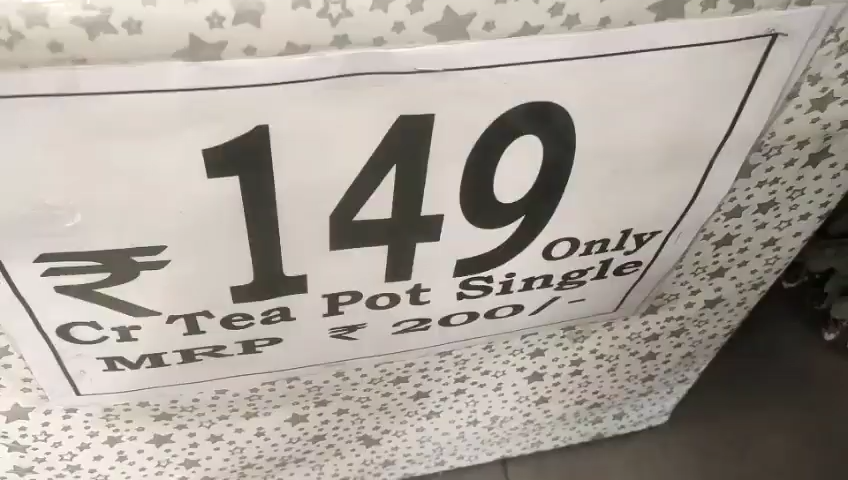 ₹ 149 Only
Cr Tea Pot Single
MRP ₹ 200/-